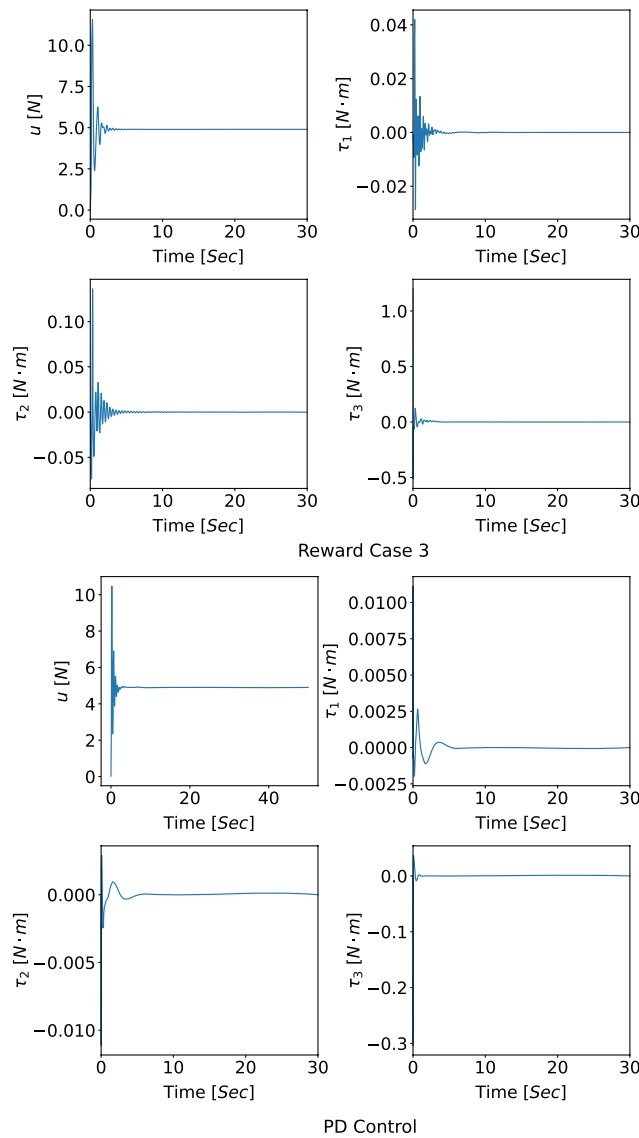 10.0
7.5
5.0
2.5
0.0
u [N]
0 10 20 30
Time [Sec]
0.04
0.02
0.00
−0.02
τ1 [N·m]
0 10 20 30
Time [Sec]
0.10
0.05
0.00
−0.05
τ2 [N·m]
0 10 20 30
Time [Sec]
1.0
0.5
0.0
−0.5
τ3 [N·m]
0 10 20 30
Time [Sec]
Reward Case 3
10
8
6
4
2
0
u [N]
0 20 40
Time [Sec]
0.0100
0.0075
0.0050
0.0025
0.0000
−0.0025
τ1 [N·m]
0 10 20 30
Time [Sec]
0.000
−0.005
−0.010
τ2 [N·m]
0 10 20 30
Time [Sec]
0.0
−0.1
−0.2
−0.3
τ3 [N·m]
0 10 20 30
Time [Sec]
PD Control